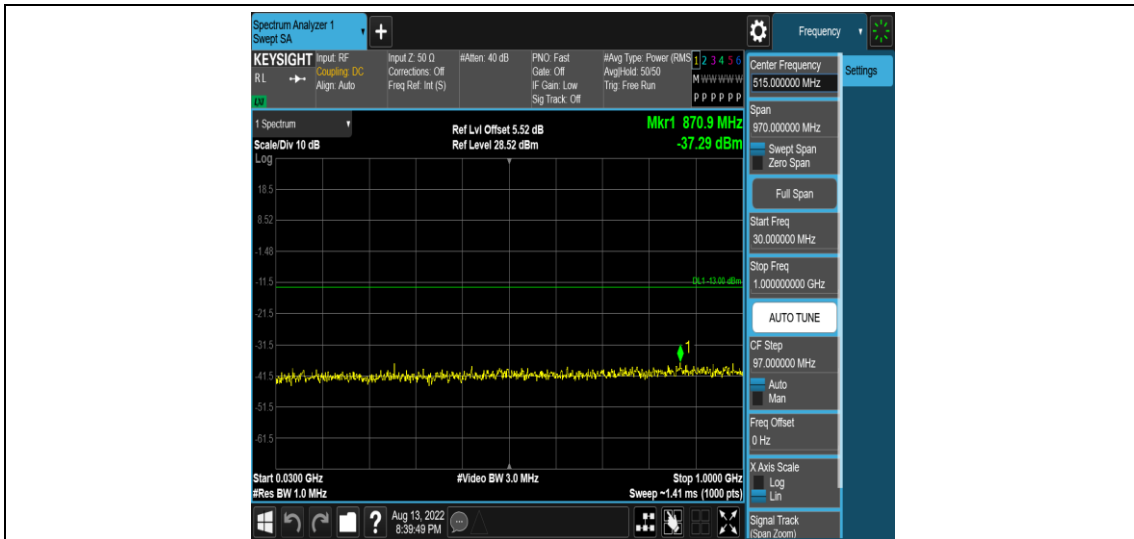 Spectrum Analyzer 1
Swept SA
+
Frequency
KEYSIGHT
RL
LXI
Input: RF
Coupling: DC
Align: Auto
Input Z: 50 Ω
Corrections: Off
Freq Ref: Int (S)
#Atten: 40 dB
PNO: Fast
Gate: Off
IF Gain: Low
Sig Track: Off
#Avg Type: Power (RMS
Avg|Hold: 50/50
Trig: Free Run
1 2 3 4 5 6
M W W W W W
P P P P P P
1 Spectrum
Scale/Div 10 dB
Log
Ref Lvl Offset 5.52 dB
Ref Level 28.52 dBm
Mkr1 870.9 MHz
-37.29 dBm
18.5
8.52
-1.48
-11.5
DL1 -13.00 dBm
-21.5
-31.5
1
-41.5
-51.5
-61.5
Start 0.0300 GHz
#Res BW 1.0 MHz
#Video BW 3.0 MHz
Stop 1.0000 GHz
Sweep ~1.41 ms (1000 pts)
?
Aug 13, 2022
8:39:49 PM
Center Frequency
515.000000 MHz
Settings
Span
970.000000 MHz
Swept Span
Zero Span
Full Span
Start Freq
30.000000 MHz
Stop Freq
1.000000000 GHz
AUTO TUNE
CF Step
97.000000 MHz
Auto
Man
Freq Offset
0 Hz
X Axis Scale
Log
Lin
Signal Track
(Span Zoom)